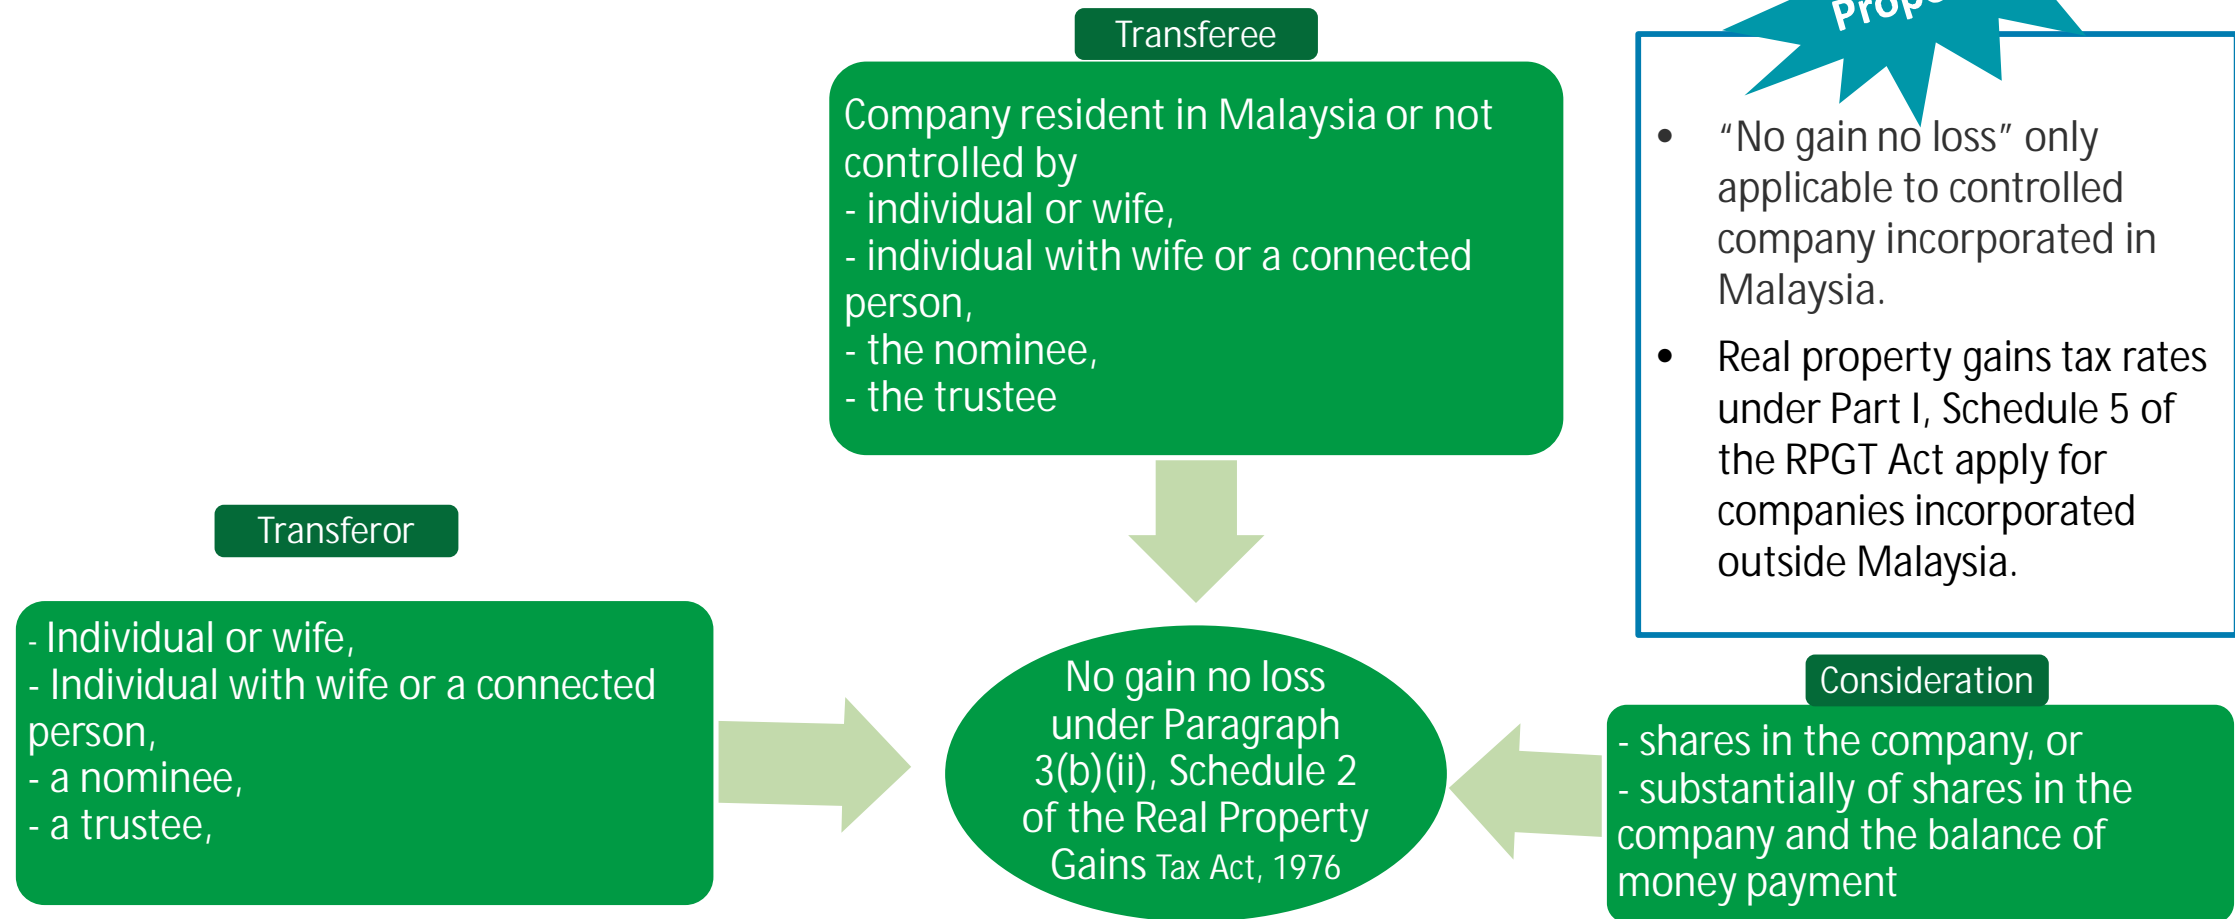 Transferee
Company resident in Malaysia or not
controlled by
- individual or wife,
- individual with wife or a connected
person,
- the nominee,
- the trustee
• “No gain no loss” only
applicable to controlled
company incorporated in
Malaysia.
• Real property gains tax rates
under Part I, Schedule 5 of
the RPGT Act apply for
companies incorporated
outside Malaysia.
Transferor
- Individual or wife,
- Individual with wife or a connected
person,
- a nominee,
- a trustee,
No gain no loss
under Paragraph
3(b)(ii), Schedule 2
of the Real Property
Gains Tax Act, 1976
Consideration
- shares in the company, or
- substantially of shares in the
company and the balance of
money payment